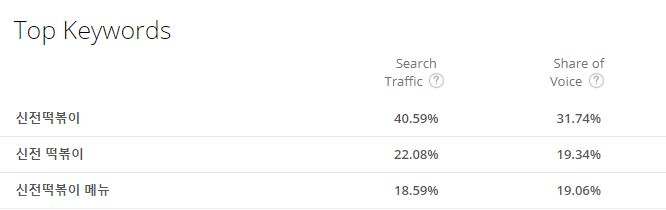 Top Keywords
Search Traffic ? Share of Voice ?
신전떡볶이 40.59% 31.74%
신전 떡볶이 22.08% 19.34%
신전떡볶이 메뉴 18.59% 19.06%